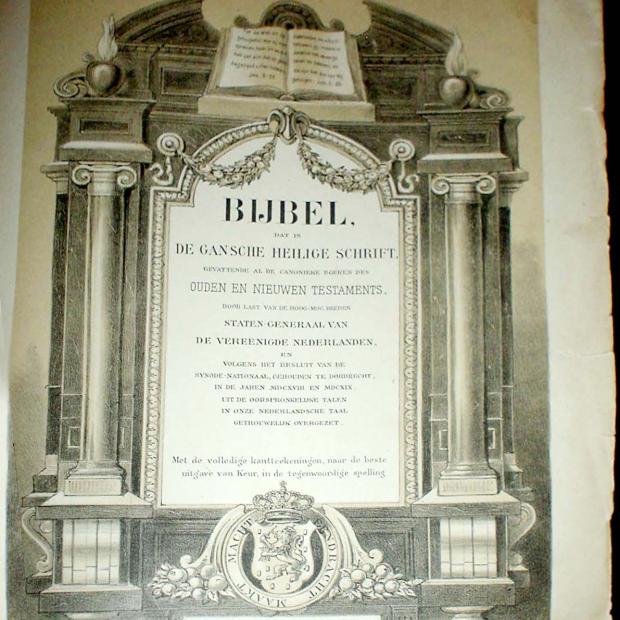 BIJBEL,
DAT IS
DE GANSCHE HEILIGE SCHRIFT,
BEVATTENDE AL DE CANONIEKE BOEKEN DES
OUDEN EN NIEUWEN TESTAMENTS.
DOOR LAST VAN DE HOOG-MOG. HEEREN
STATEN-GENERAAL VAN
DE VEREENIGDE NEDERLANDEN,
EN
VOLGENS HET BESLUIT VAN DE
SYNODE-NATIONAAL, GEHOUDEN TE DORDRECHT,
IN DE JAREN MDCXVIII EN MDCXIX,
UIT DE OORSPRONKELIJKE TALEN
IN ONZE NEDERLANDSCHE TAAL
GETROUWELIJK OVERGEZET.
Met de volledige kantteekeningen, naar de beste
uitgave van Keur, in de tegenwoordige spelling
EENDRACHT MAAKT MACHT